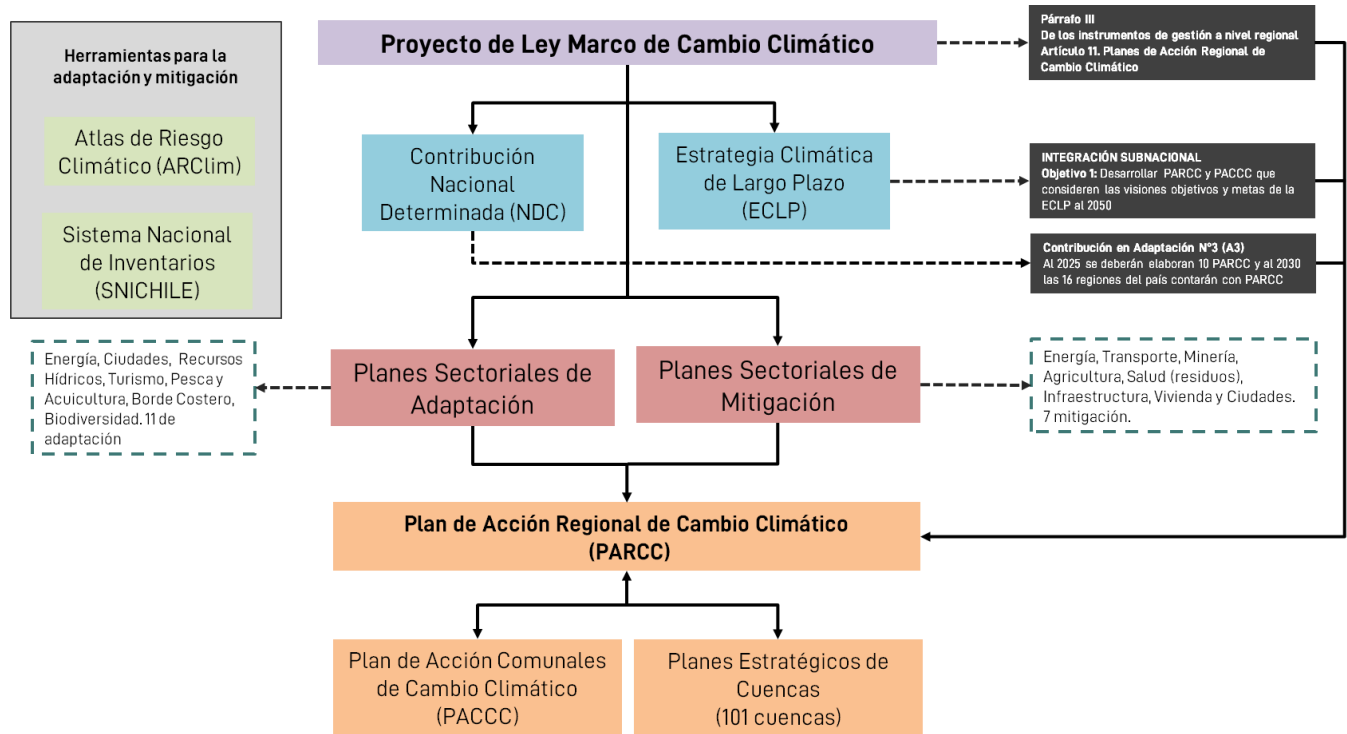 Herramientas para la
adaptación y mitigación
Atlas de Riesgo
Climático (ARClim)
Sistema Nacional
de Inventarios
(SNICHILE)
Proyecto de Ley Marco de Cambio Climático
Párrafo III
De los instrumentos de gestión a nivel regional
Artículo 11. Planes de Acción Regional de
Cambio Climático
Contribución
Nacional
Determinada (NDC)
Estrategia Climática
de Largo Plazo
(ECLP)
INTEGRACIÓN SUBNACIONAL
Objetivo 1: Desarrollar PARCC y PACCC que
consideren las visiones objetivos y metas de la
ECLP al 2050
Contribución en Adaptación N°3 (A3)
Al 2025 se deberán elaboran 10 PARCC y al 2030
las 16 regiones del país contarán con PARCC
Energía, Ciudades, Recursos
Hídricos, Turismo, Pesca y
Acuicultura, Borde Costero,
Biodiversidad. 11 de
adaptación
Planes Sectoriales de
Adaptación
Planes Sectoriales de
Mitigación
Energía, Transporte, Minería,
Agricultura, Salud (residuos),
Infraestructura, Vivienda y Ciudades.
7 mitigación.
Plan de Acción Regional de Cambio Climático
(PARCC)
Plan de Acción Comunales
de Cambio Climático
(PACCC)
Planes Estratégicos de
Cuencas
(101 cuencas)